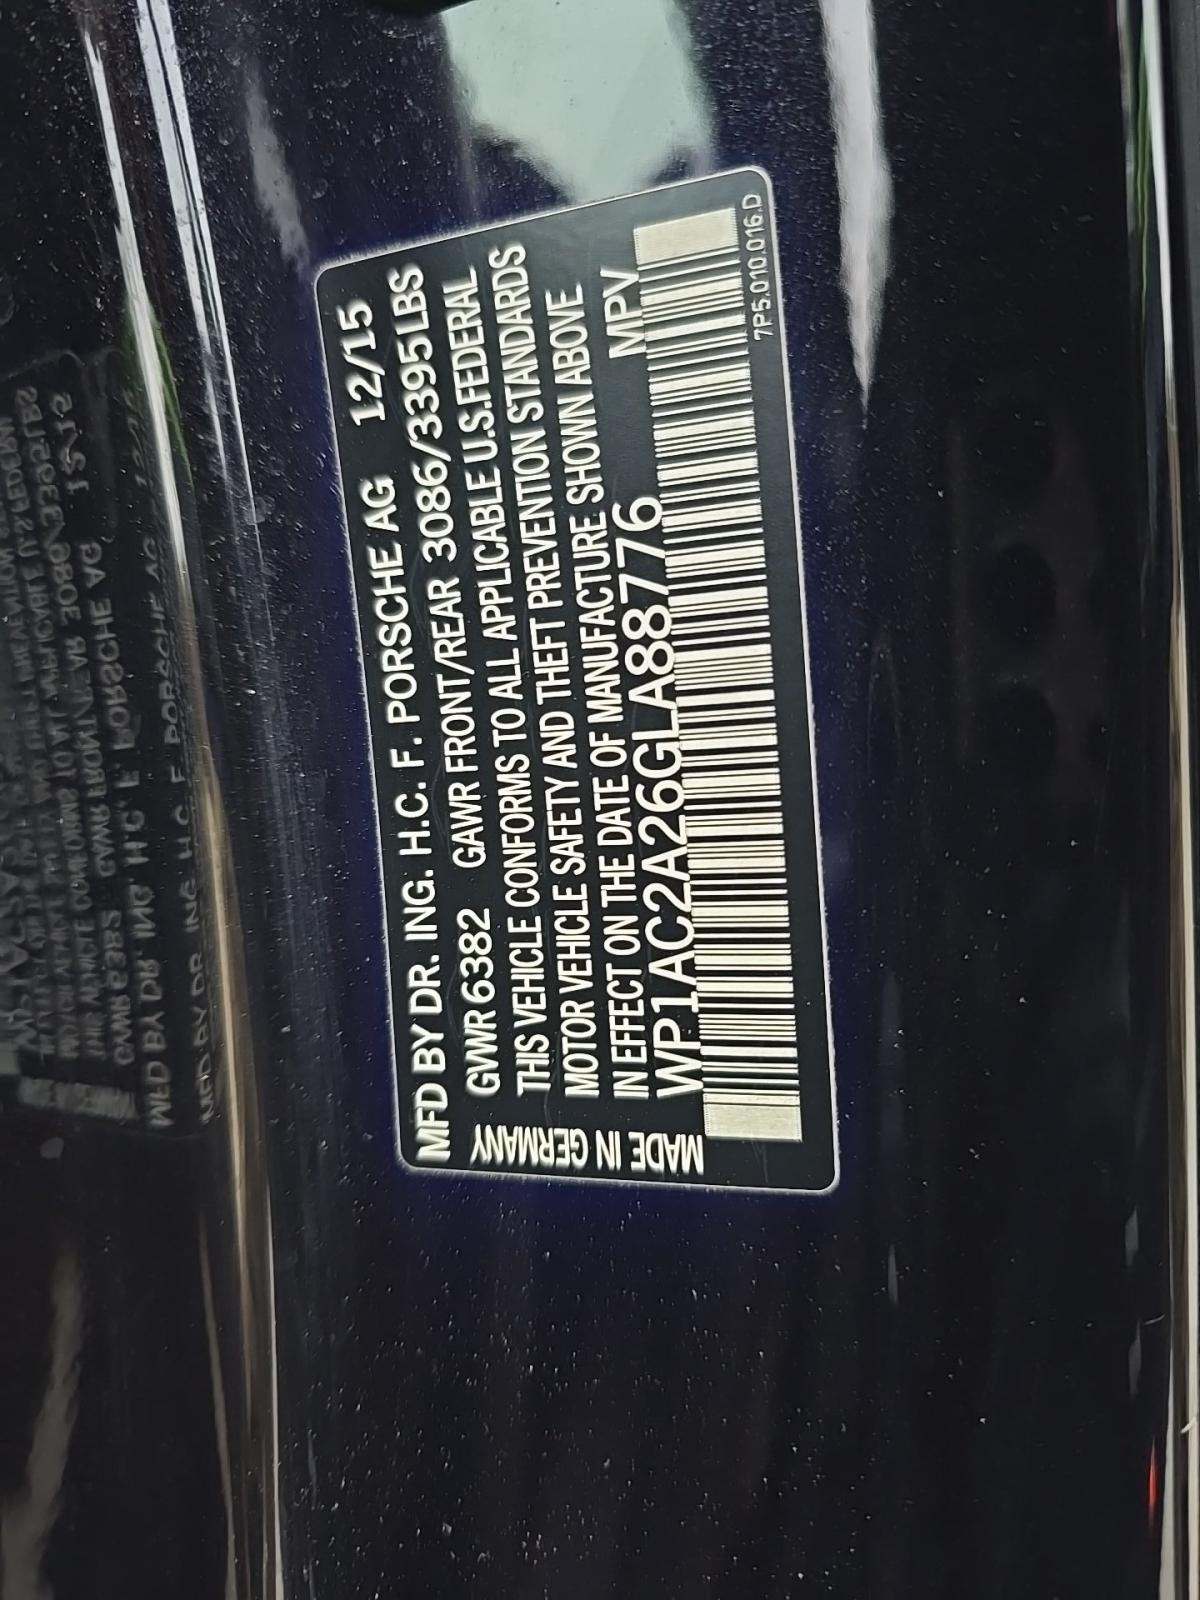 MFD BY DR. ING. H.C. F. PORSCHE AG 12/15
GVWR 6382 GAWR FRONT/REAR 3086/3395LBS
THIS VEHICLE CONFORMS TO ALL APPLICABLE U.S.FEDERAL
MOTOR VEHICLE SAFETY AND THEFT PREVENTION STANDARDS
IN EFFECT ON THE DATE OF MANUFACTURE SHOWN ABOVE
WP1AC2A26GLA88776 MPV
MADE IN GERMANY
7P5.010.016.D